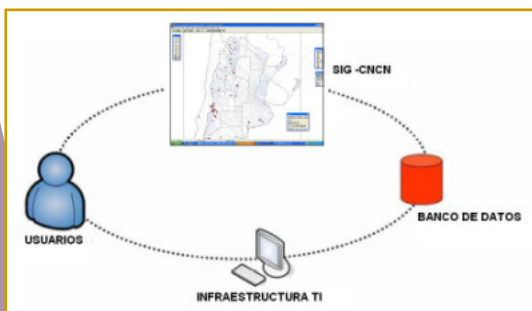 SIG -CNCN
USUARIOS
BANCO DE DATOS
INFRAESTRUCTURA TI